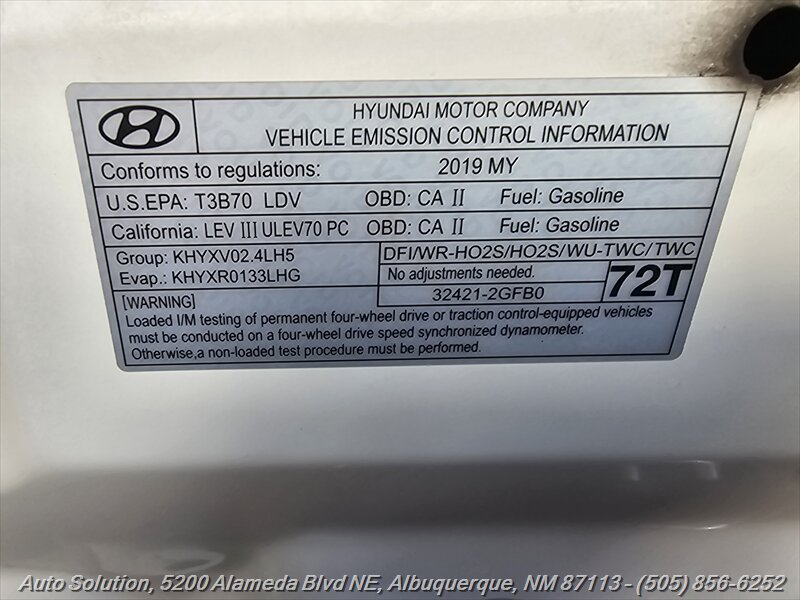 HYUNDAI MOTOR COMPANY
VEHICLE EMISSION CONTROL INFORMATION
Conforms to regulations: 2019 MY
U.S.EPA: T3B70 LDV OBD: CA II Fuel: Gasoline
California: LEV III ULEV70 PC OBD: CA II Fuel: Gasoline
Group: KHYXV02.4LH5 DFI/WR-HO2S/HO2S/WU-TWC/TWC
Evap.: KHYXR0133LHG No adjustments needed. 72T
32421-2GFB0
[WARNING]
Loaded I/M testing of permanent four-wheel drive or traction control-equipped vehicles
must be conducted on a four-wheel drive speed synchronized dynamometer.
Otherwise,a non-loaded test procedure must be performed.
Auto Solution, 5200 Alameda Blvd NE, Albuquerque, NM 87113 - (505) 856-6252